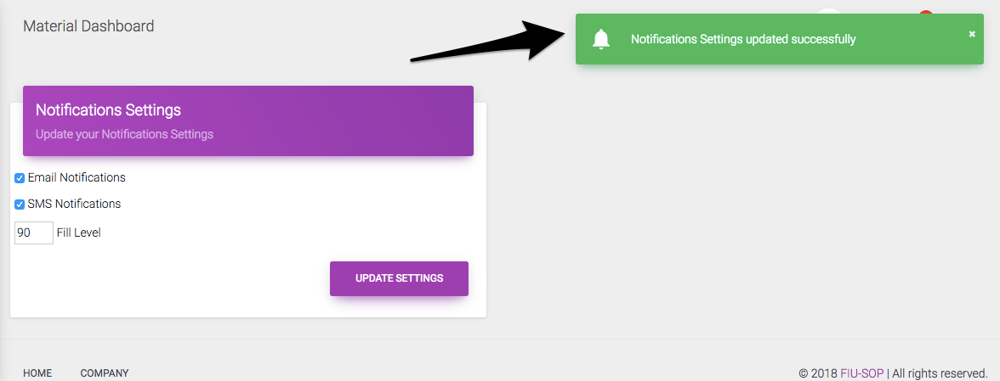 Material Dashboard
Notifications Settings updated successfully
×
Notifications Settings
Update your Notifications Settings
Email Notifications
SMS Notifications
90 Fill Level
UPDATE SETTINGS
HOME COMPANY © 2018 FIU-SOP | All rights reserved.